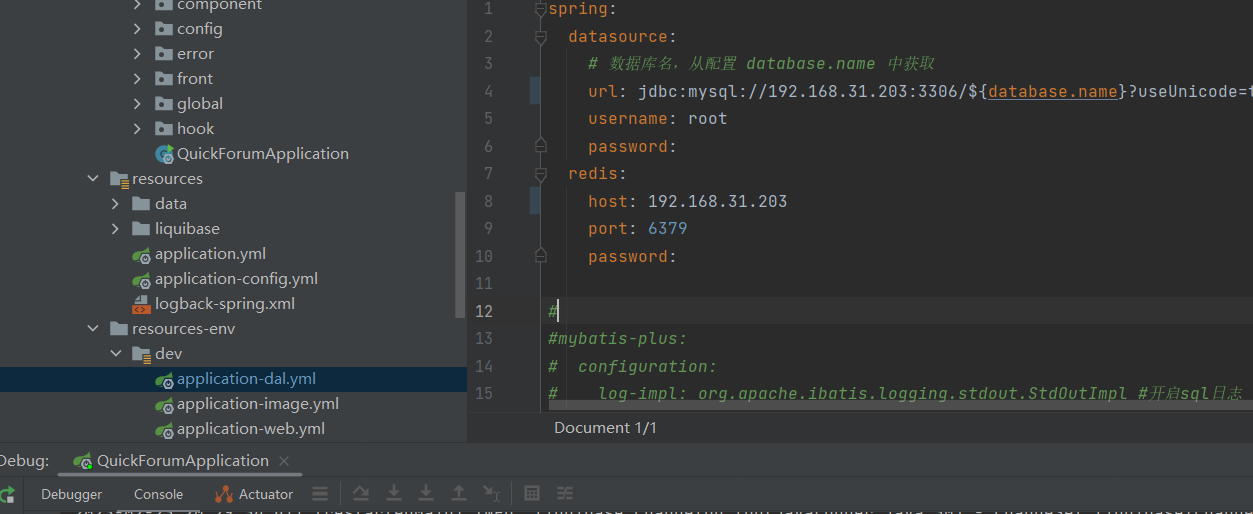 component
config
error
front
global
hook
QuickForumApplication
resources
data
liquibase
application.yml
application-config.yml
logback-spring.xml
resources-env
dev
application-dal.yml
application-image.yml
application-web.yml
1 spring:
2 datasource:
3 # 数据库名，从配置 database.name 中获取
4 url: jdbc:mysql://192.168.31.203:3306/${database.name}?useUnicode=t
5 username: root
6 password:
7 redis:
8 host: 192.168.31.203
9 port: 6379
10 password:
11
12 #
13 #mybatis-plus:
14 # configuration:
15 # log-impl: org.apache.ibatis.logging.stdout.StdOutImpl #开启sql日志
Document 1/1
Debug: QuickForumApplication
Debugger Console Actuator